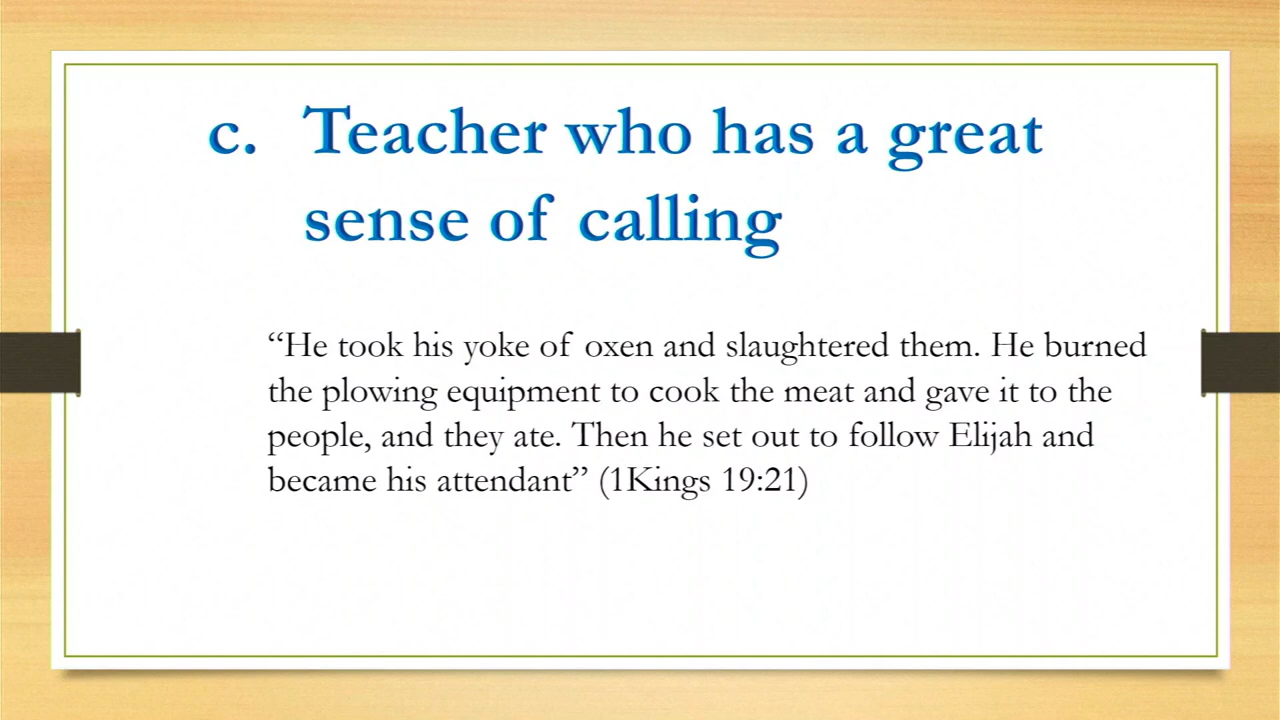 c. Teacher who has a great
sense of calling
“He took his yoke of oxen and slaughtered them. He burned
the plowing equipment to cook the meat and gave it to the
people, and they ate. Then he set out to follow Elijah and
became his attendant” (1Kings 19:21)